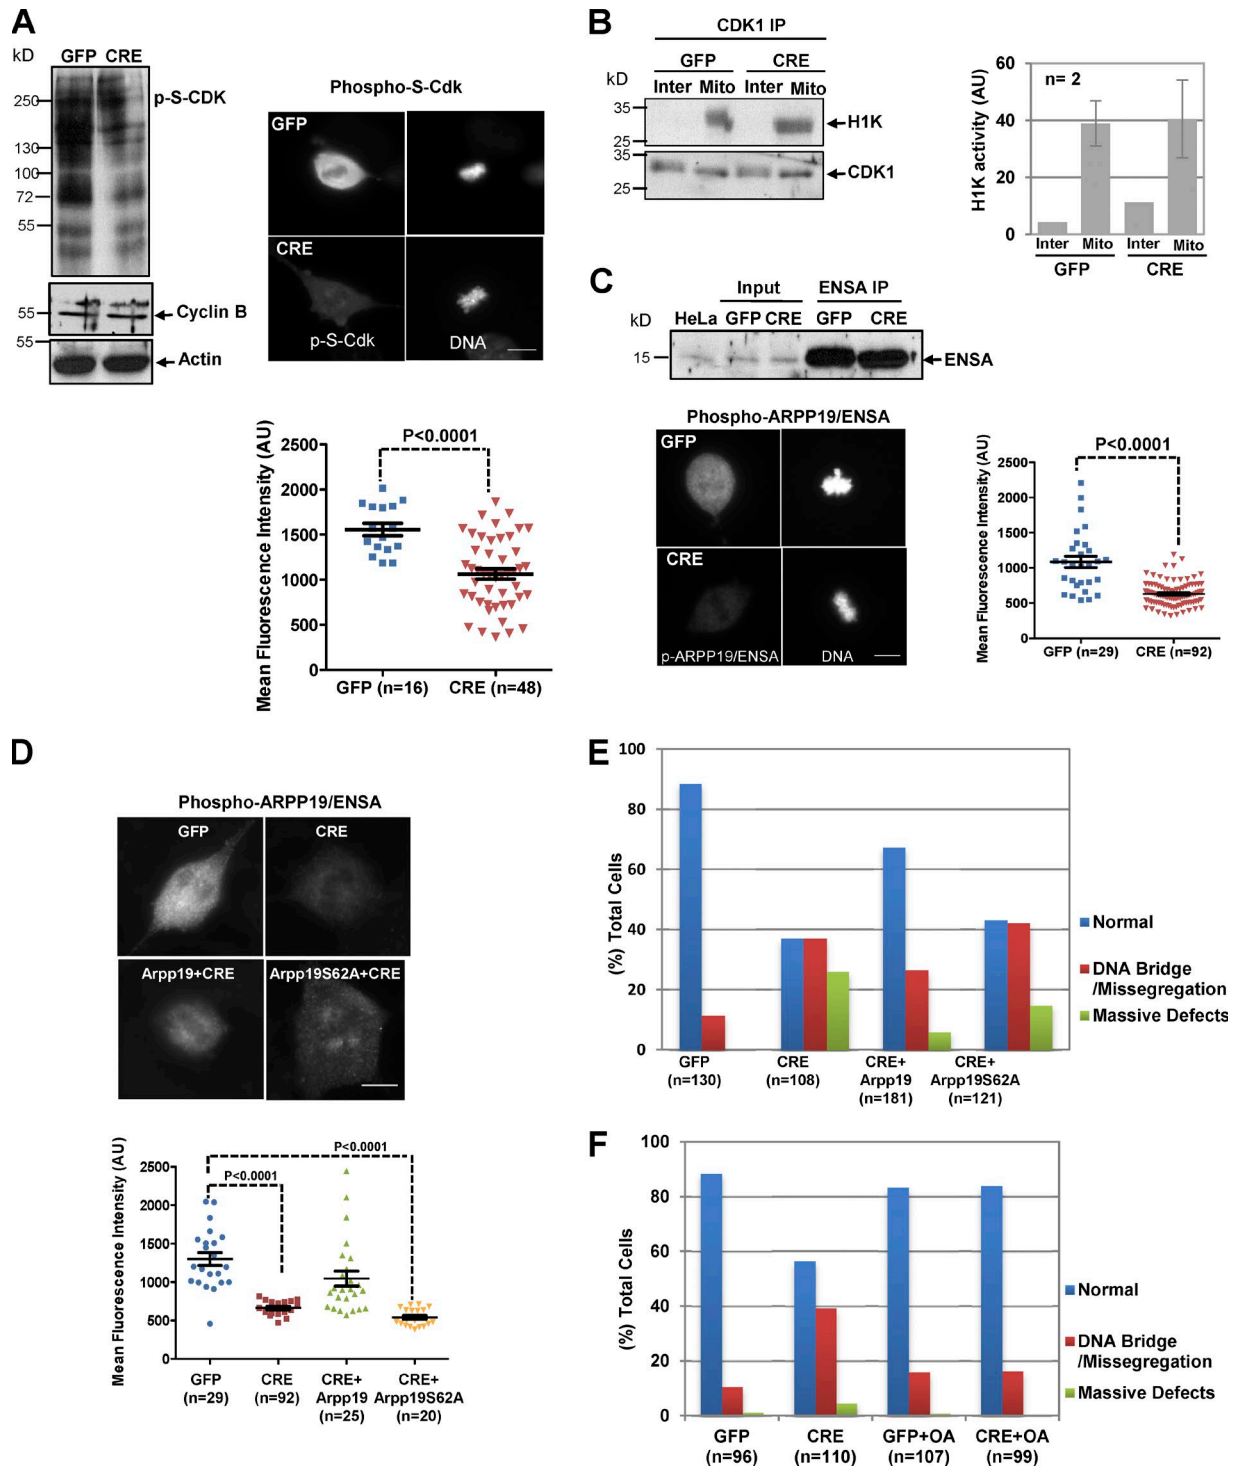 A
kD
GFP CRE
250
130
100
72
55
p-S-CDK
55
Cyclin B
55
Actin
Phospho-S-Cdk
GFP
CRE
p-S-Cdk
DNA
Mean Fluorescence Intensity (AU)
2500
2000
1500
1000
500
0
P<0.0001
GFP (n=16)
CRE (n=48)
B
CDK1 IP
GFP
CRE
kD
Inter Mito Inter Mito
35
25
H1K
35
25
CDK1
H1K activity (AU)
60
40
20
0
n= 2
Inter Mito Inter Mito
GFP
CRE
C
Input
ENSA IP
kD
HeLa GFP CRE GFP CRE
15
ENSA
Phospho-ARPP19/ENSA
GFP
CRE
p-ARPP19/ENSA
DNA
Mean Fluorescence Intensity (AU)
2500
2000
1500
1000
500
0
P<0.0001
GFP (n=29)
CRE (n=92)
D
Phospho-ARPP19/ENSA
GFP
CRE
Arpp19+CRE
Arpp19S62A+CRE
Mean Fluorescence Intensity (AU)
2500
2000
1500
1000
500
0
P<0.0001
P<0.0001
GFP
(n=29)
CRE
(n=92)
CRE+
Arpp19
(n=25)
CRE+
Arpp19S62A
(n=20)
E
(%) Total Cells
100
80
60
40
20
0
GFP
(n=130)
CRE
(n=108)
CRE+
Arpp19
(n=181)
CRE+
Arpp19S62A
(n=121)
Normal
DNA Bridge
/Missegregation
Massive Defects
F
(%) Total Cells
100
80
60
40
20
0
GFP
(n=96)
CRE
(n=110)
GFP+OA
(n=107)
CRE+OA
(n=99)
Normal
DNA Bridge
/Missegregation
Massive Defects